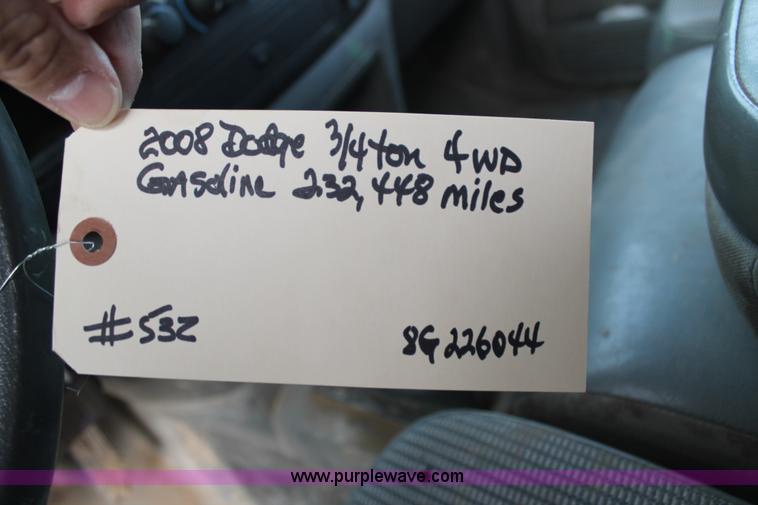 2008 Dodge 3/4 ton 4WD
Gasoline 232,448 miles
#532
8G226044
www.purplewave.com